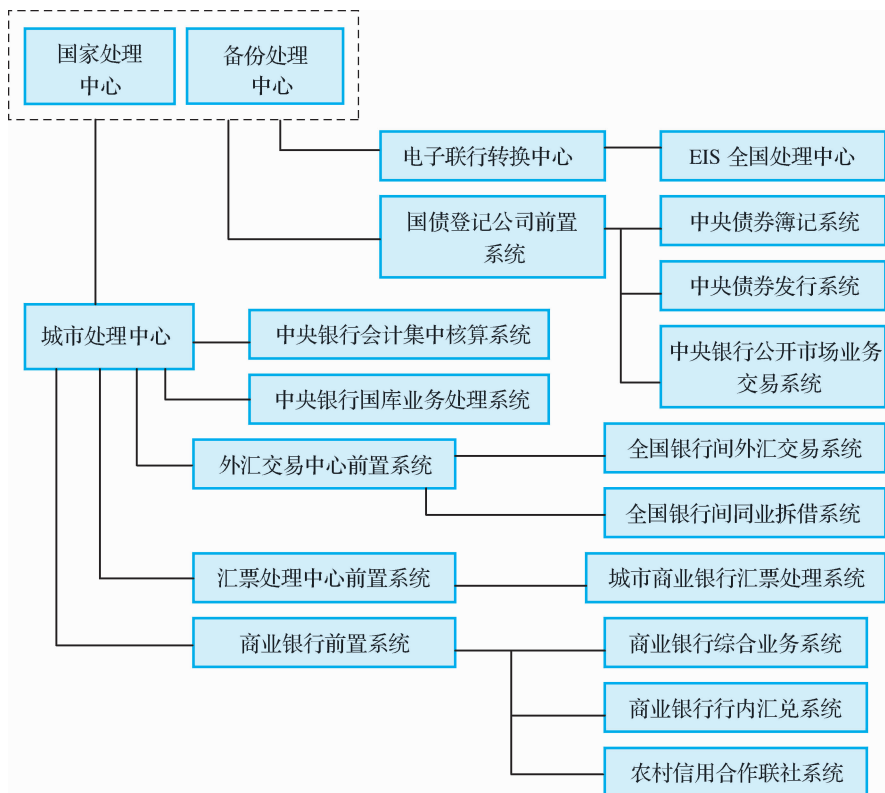 国家处理
中心
备份处理
中心
电子联行转换中心
EIS 全国处理中心
国债登记公司前置
系统
中央债券簿记系统
中央债券发行系统
中央银行公开市场业务
交易系统
城市处理中心
中央银行会计集中核算系统
中央银行国库业务处理系统
外汇交易中心前置系统
全国银行间外汇交易系统
全国银行间同业拆借系统
汇票处理中心前置系统
城市商业银行汇票处理系统
商业银行前置系统
商业银行综合业务系统
商业银行行内汇兑系统
农村信用合作联社系统